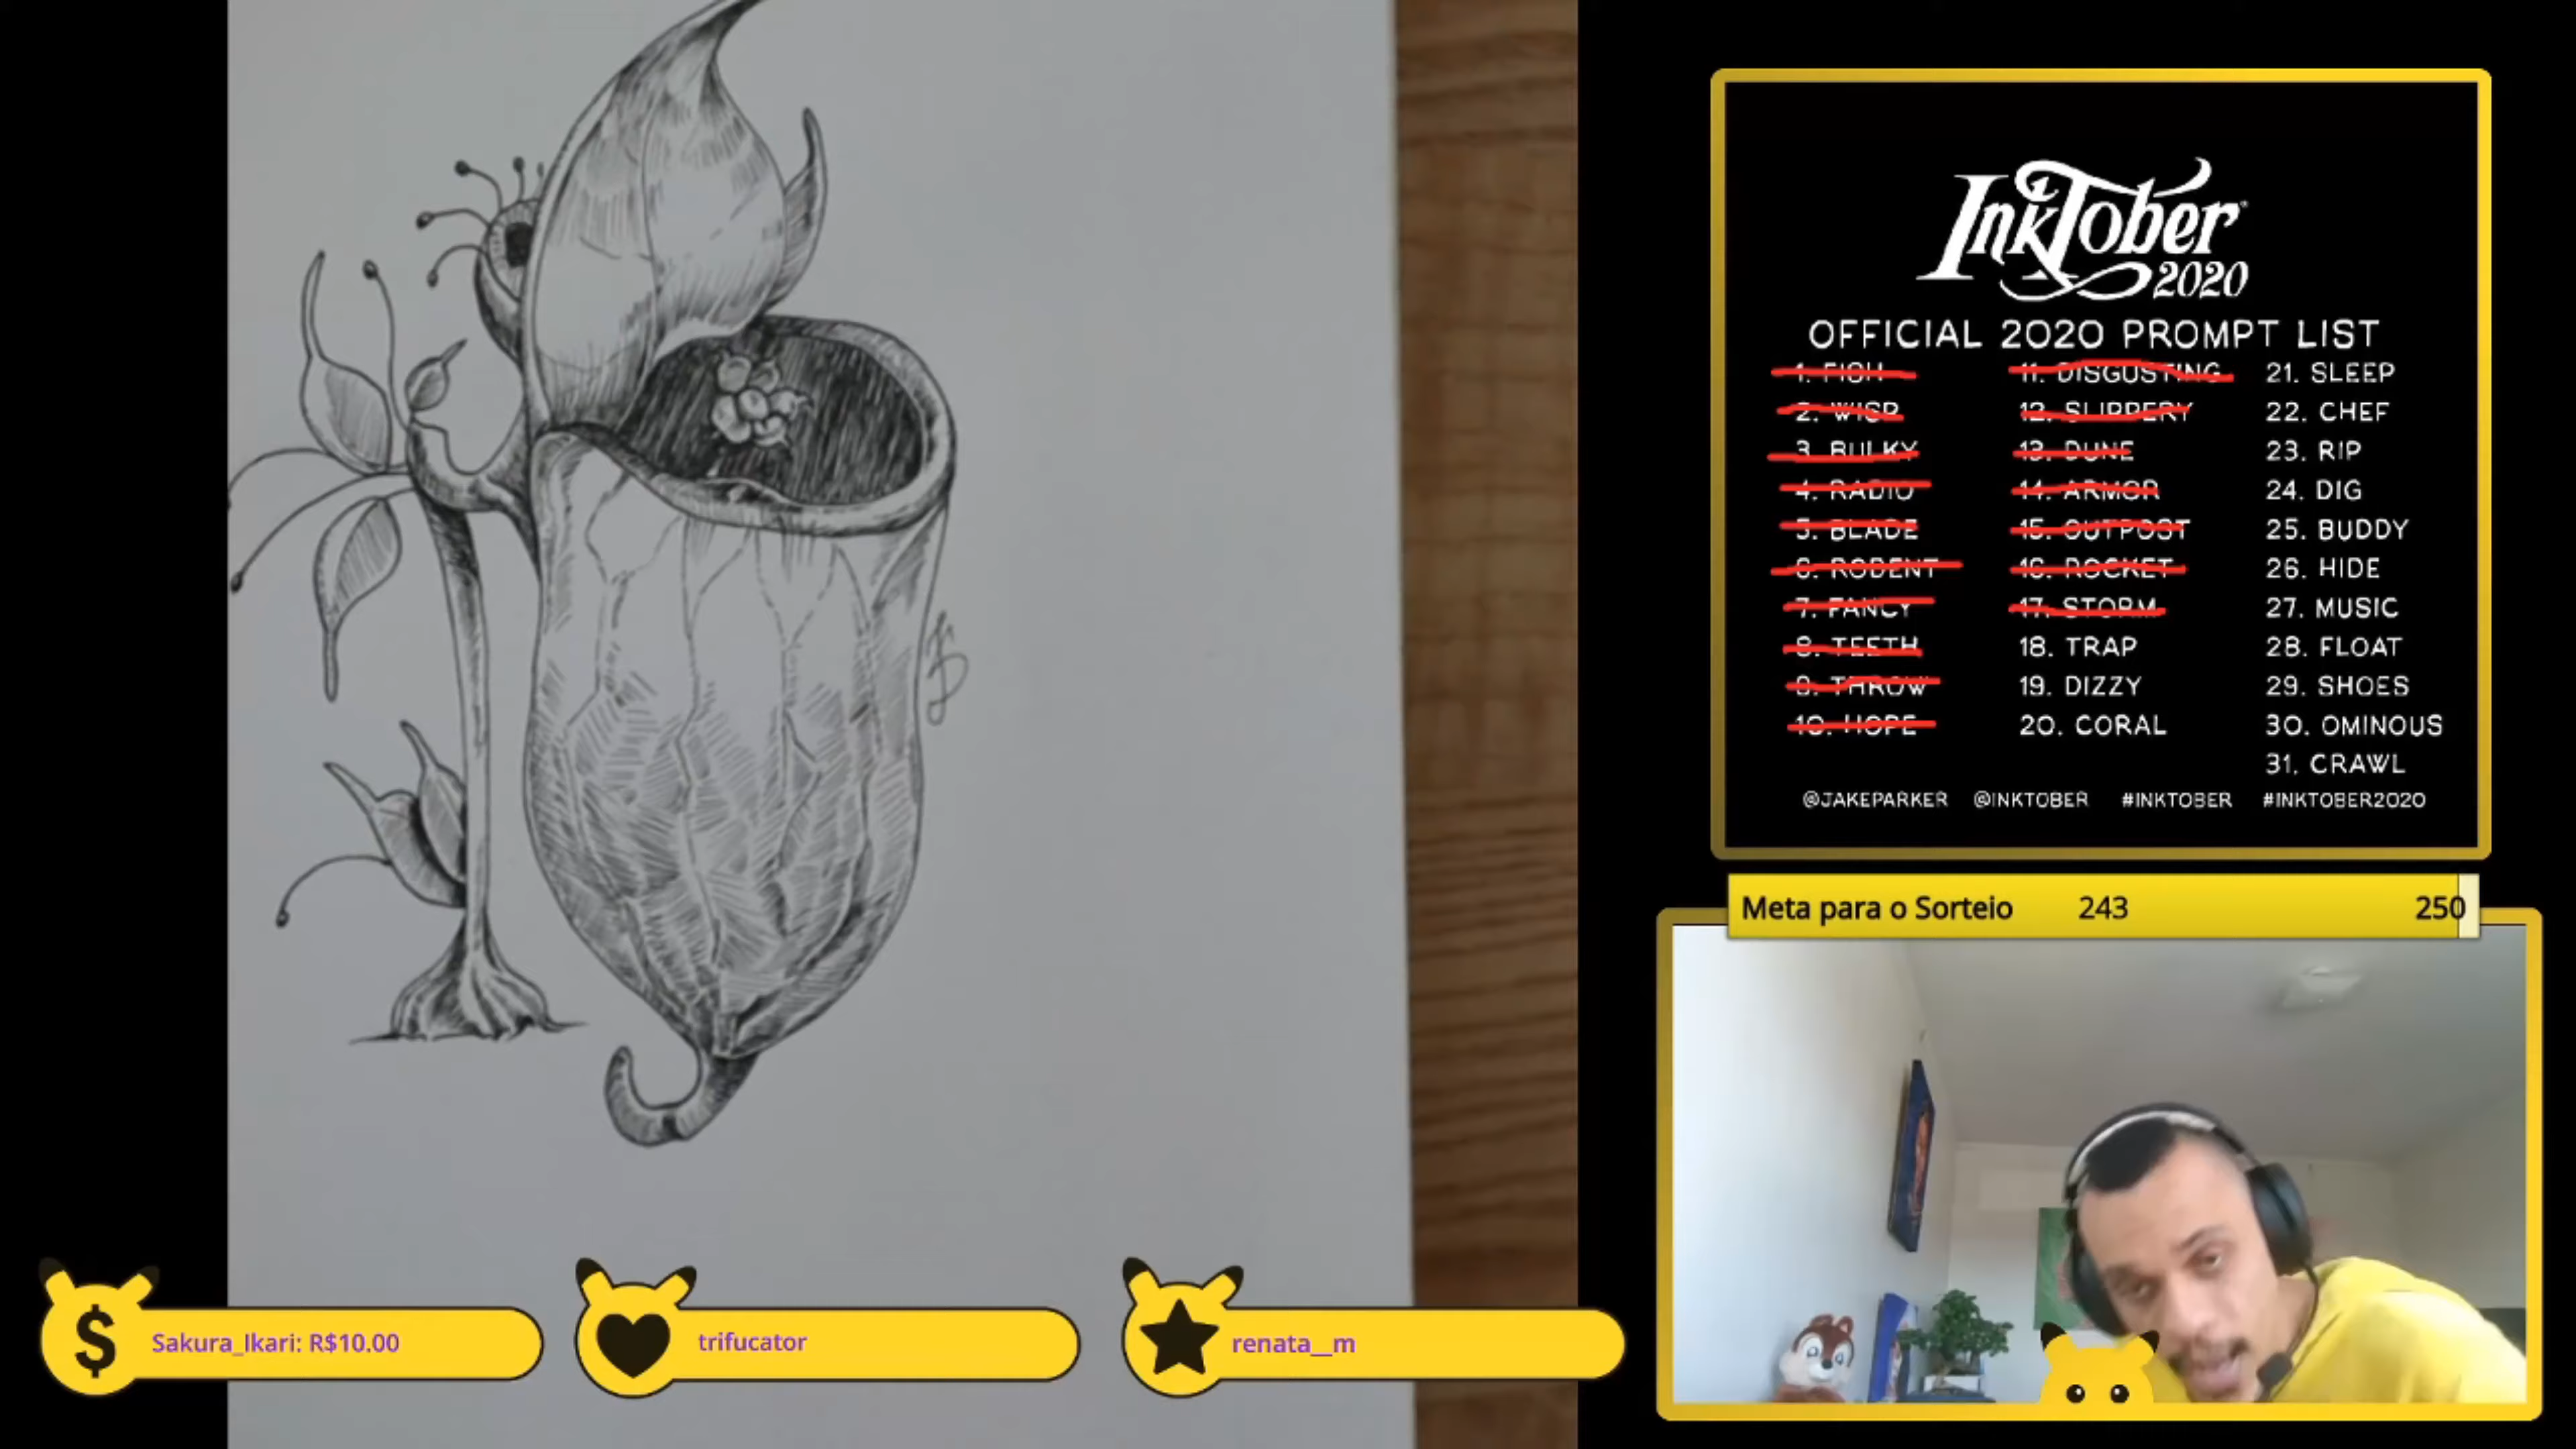 INKTOBER
2020
OFFICIAL 2020 PROMPT LIST
1. FISH
2. WISP
3. BULKY
4. RADIO
5. BLADE
6. RODENT
7. FANCY
8. TEETH
9. THROW
10. HOPE
11. DISGUSTING
12. SLIPPERY
13. DUNE
14. ARMOR
15. OUTPOST
16. ROCKET
17. STORM
18. TRAP
19. DIZZY
20. CORAL
21. SLEEP
22. CHEF
23. RIP
24. DIG
25. BUDDY
26. HIDE
27. MUSIC
28. FLOAT
29. SHOES
30. OMINOUS
31. CRAWL
@JAKEPARKER @INKTOBER #INKTOBER #INKTOBER2020
Meta para o Sorteio 243 250
$ Sakura_Ikari: R$10.00
trifucator
renata__m